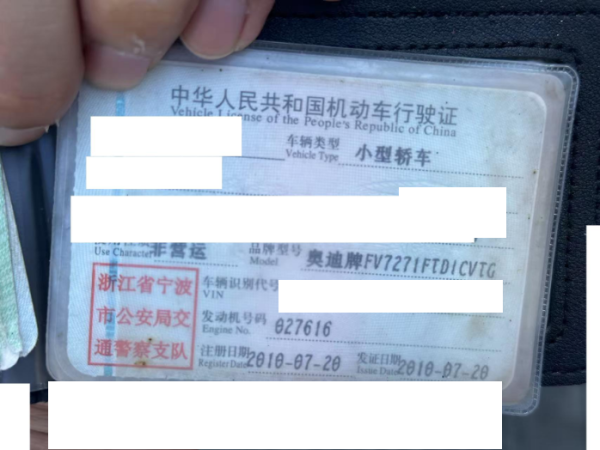 中华人民共和国机动车行驶证
Vehicle License of the People's Republic of China
车辆类型 小型轿车
Vehicle Type
Use Character 非营运
品牌型号 奥迪牌FV7271FTDICVTG
Model
浙江省宁波
市公安局交
通警察支队
车辆识别代号
VIN
发动机号码 027616
Engine No.
注册日期 2010-07-20 发证日期 2010-07-20
Register Date Issue Date